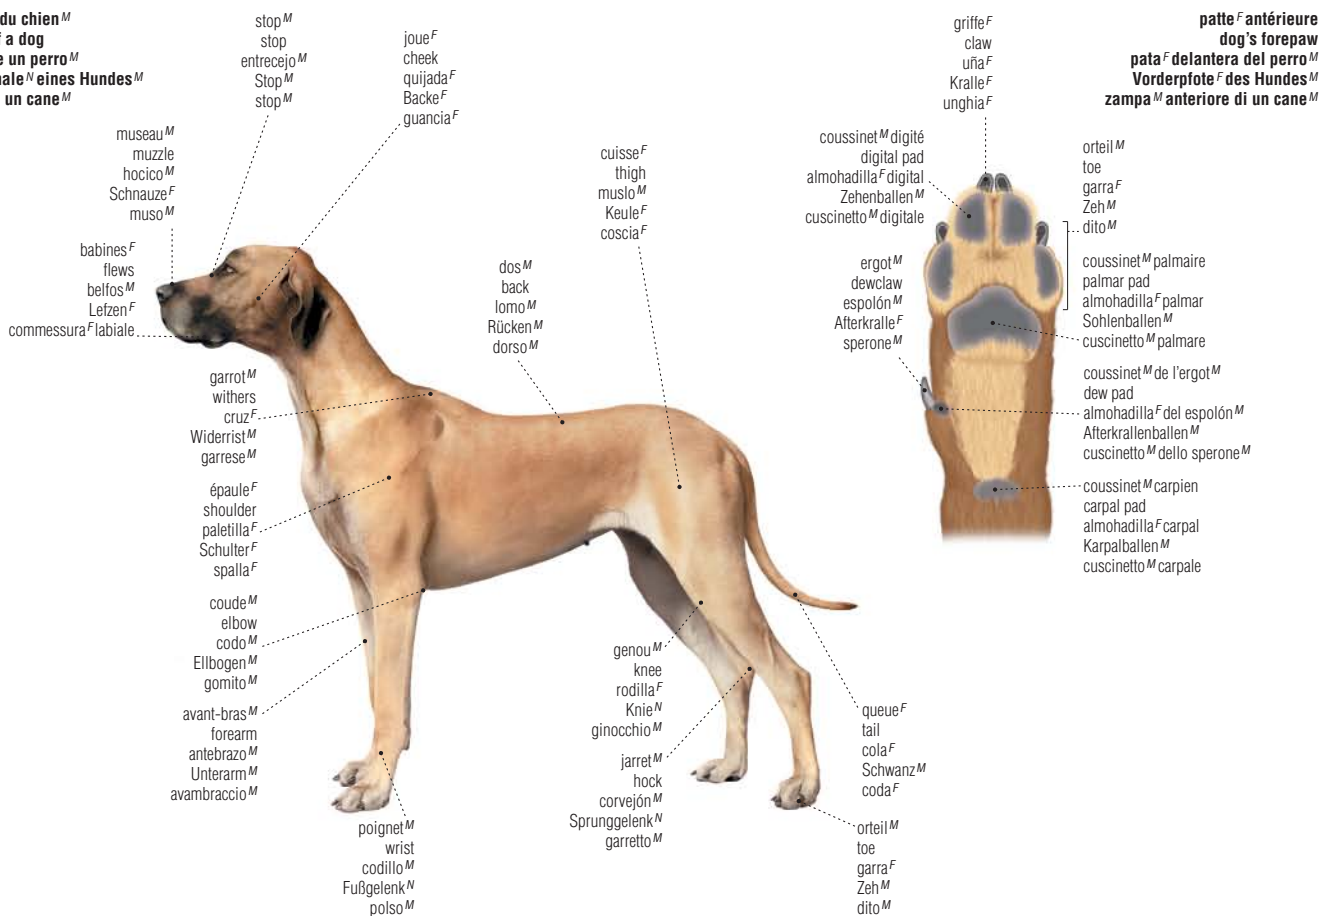 du chien M
f a dog
e un perro M
nale N eines Hundes M
un cane M
stop M
stop
entrecejo M
Stop M
stop M
joue F
cheek
quijada F
Backe F
guancia F
museau M
muzzle
hocico M
Schnauze F
muso M
cuisse F
thigh
muslo M
Keule F
coscia F
babines F
flews
belfos M
Lefzen F
commessura F labiale
dos M
back
lomo M
Rücken M
dorso M
garrot M
withers
cruz F
Widerrist M
garrese M
épaule F
shoulder
paletilla F
Schulter F
spalla F
coude M
elbow
codo M
Ellbogen M
gomito M
avant-bras M
forearm
antebrazo M
Unterarm M
avambraccio M
poignet M
wrist
codillo M
Fußgelenk N
polso M
genou M
knee
rodilla F
Knie N
ginocchio M
jarret M
hock
corvejón M
Sprunggelenk N
garretto M
queue F
tail
cola F
Schwanz M
coda F
orteil M
toe
garra F
Zeh M
dito M
patte F antérieure
dog's forepaw
pata F delantera del perro M
Vorderpfote F des Hundes M
zampa M anteriore di un cane M
griffe F
claw
uña F
Kralle F
unghia F
coussinet M digité
digital pad
almohadilla F digital
Zehenballen M
cuscinetto M digitale
orteil M
toe
garra F
Zeh M
dito M
ergot M
dewclaw
espolón M
Afterkralle F
sperone M
coussinet M palmaire
palmar pad
almohadilla F palmar
Sohlenballen M
cuscinetto M palmare
coussinet M de l'ergot M
dew pad
almohadilla F del espolón M
Afterkrallenballen M
cuscinetto M dello sperone M
coussinet M carpien
carpal pad
almohadilla F carpal
Karpalballen M
cuscinetto M carpale